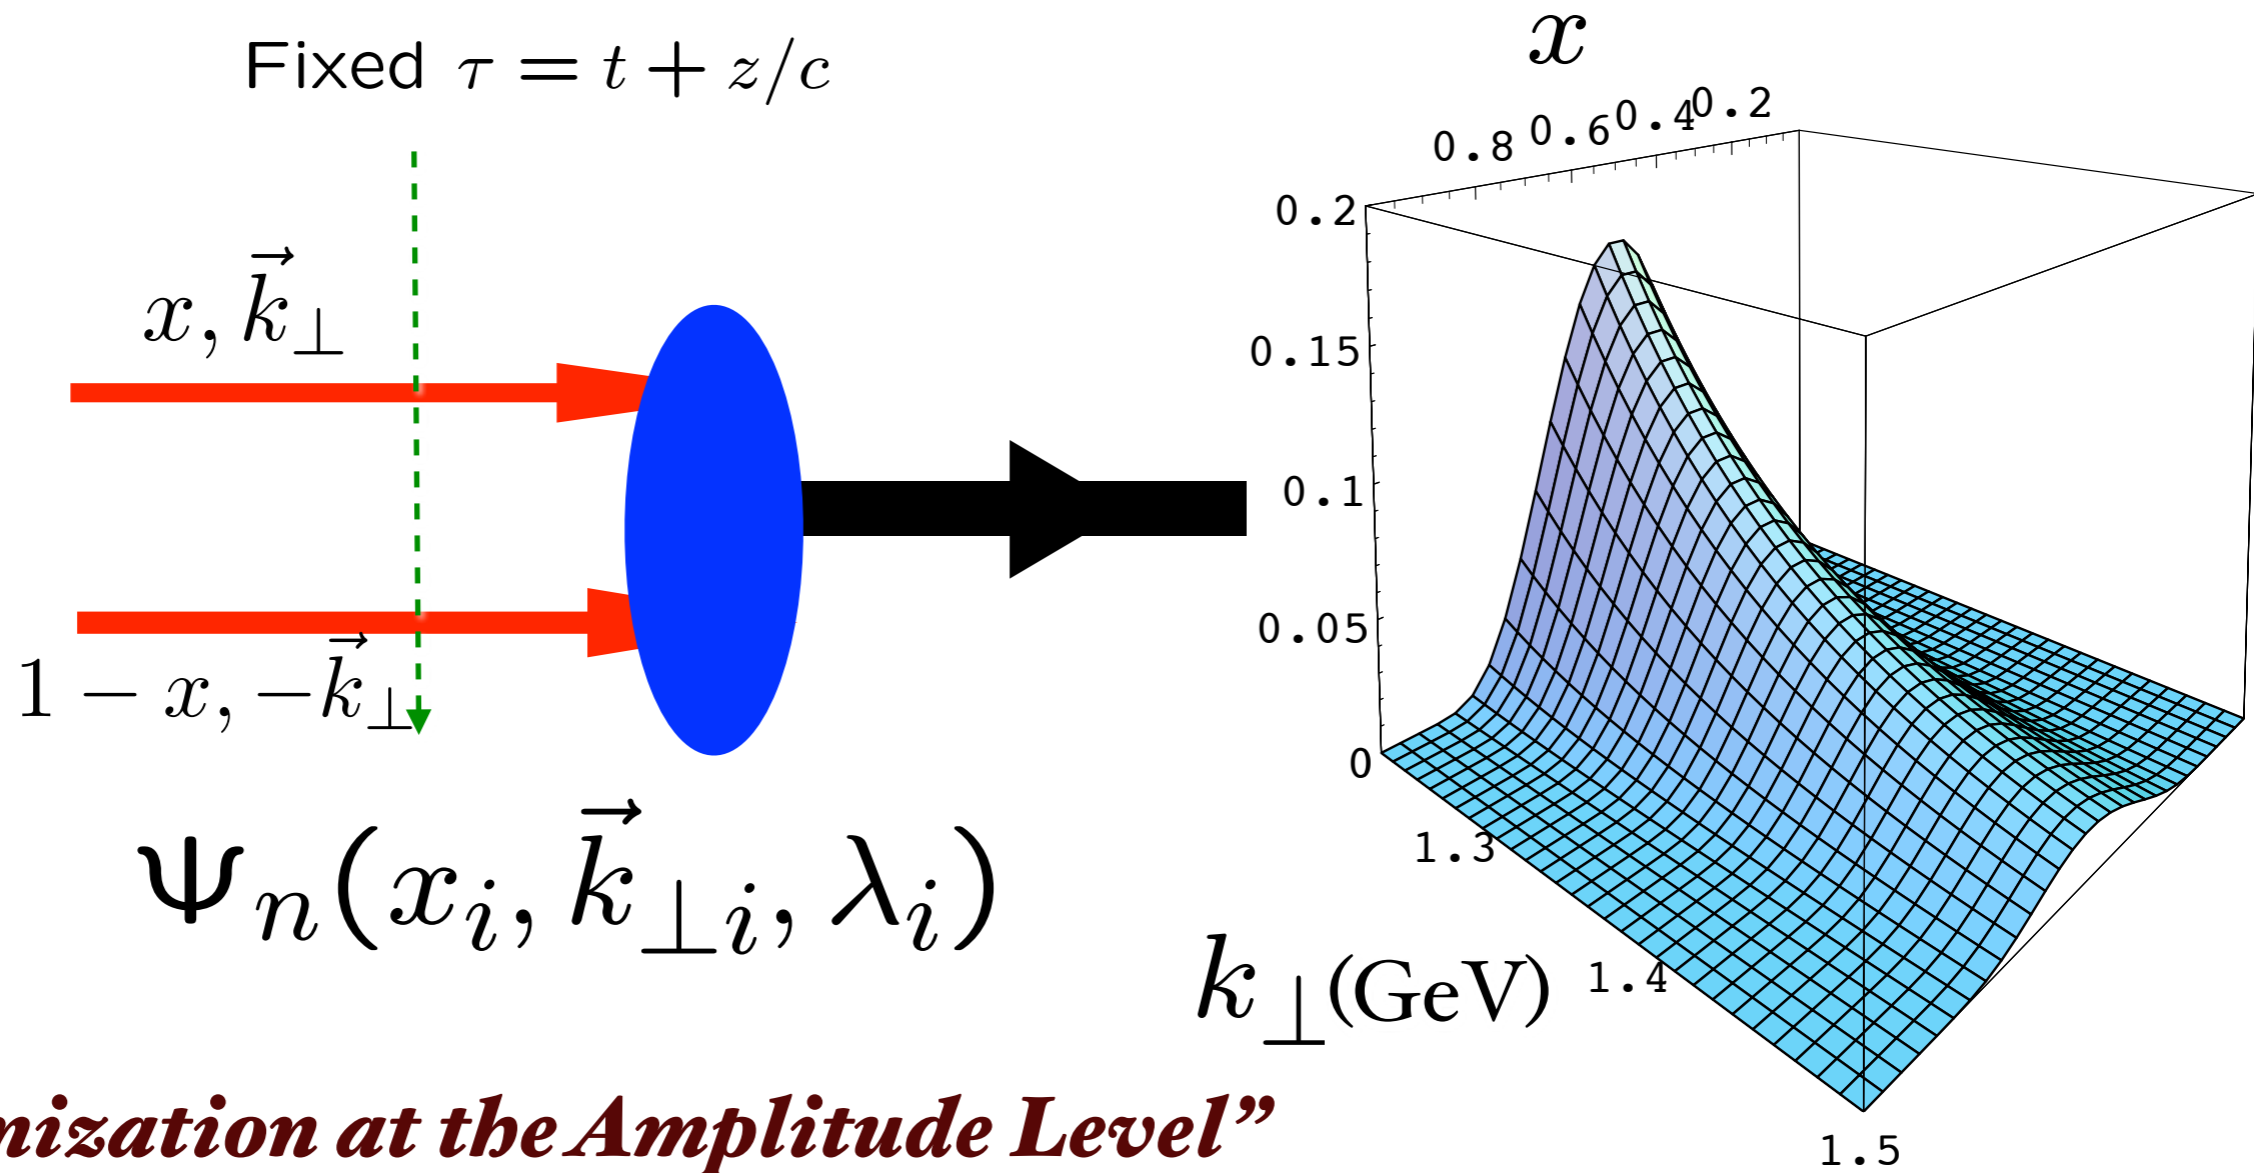 Fixed τ = t + z/c
x, k⃗⊥
1 − x, −k⃗⊥
Ψn(xi, k⃗⊥i, λi)
at the Amplitude Level”
x
0.8 0.6 0.4 0.2
0.2
0.15
0.1
0.05
0
1.3
1.4
1.5
k⊥(GeV)